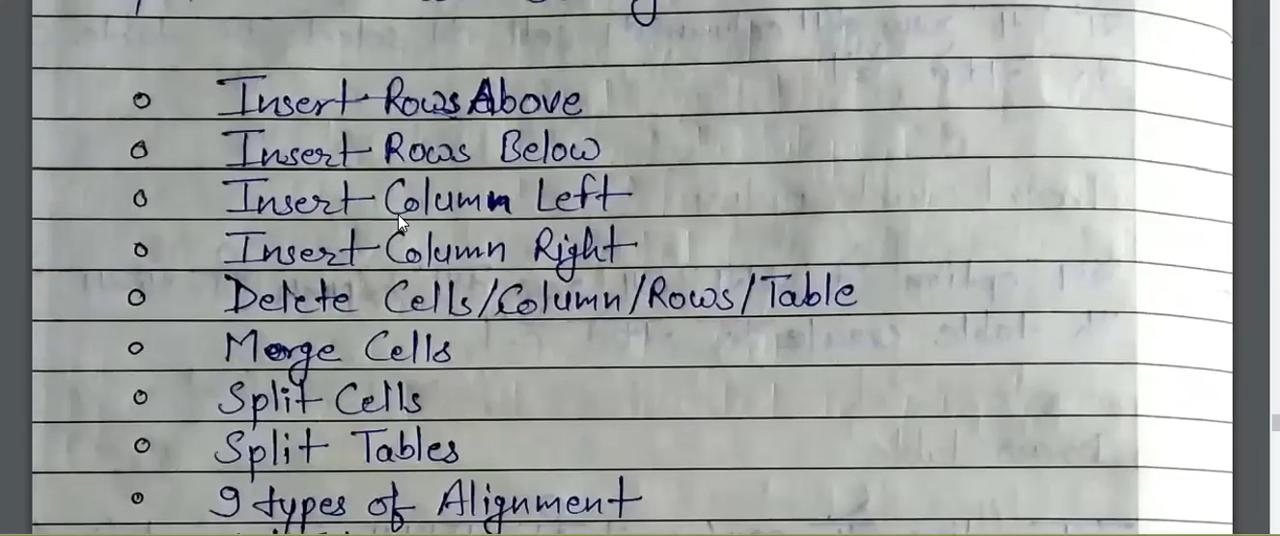 Insert Rows Above
Insert Rows Below
Insert Column Left
Insert Column Right
Delete Cells/Column/Rows/Table
Merge Cells
Split Cells
Split Tables
9 types of Alignment